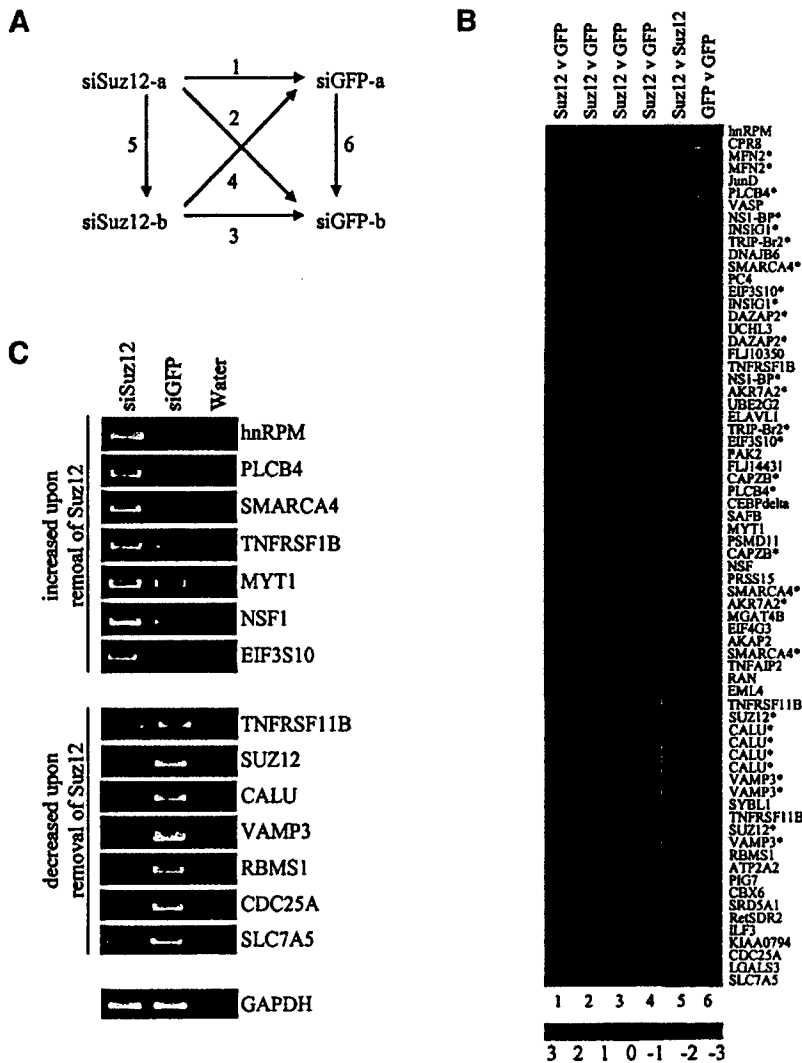 A
siSuz12-a
1
siGFP-a
2
5
6
4
siSuz12-b
3
siGFP-b
B
Suz12 v GFP
Suz12 v GFP
Suz12 v GFP
Suz12 v GFP
Suz12 v Suz12
GFP v GFP
hnRPM
CPR8
MFN2*
MFN2*
JunD
PLCB4*
VASP
NS1-BP*
INSIG1*
TRIP-Br2*
DNAJB6
SMARCA4*
PC4
EIF3S10*
INSIG1*
DAZAP2*
UCHL3
DAZAP2*
FLJ10350
TNFRSF1B
NS1-BP*
AKR7A2*
UBE2G2
ELAVL1
TRIP-Br2*
EIF3S10*
PAK2
FLJ14431
CAPZB*
PLCB4*
CEBPdelta
SAFB
MYT1
PSMD11
CAPZB*
NSF
PRSS15
SMARCA4*
AKR7A2*
MGAT4B
EIF4G3
AKAP2
SMARCA4*
TNFAIP2
RAN
EML4
TNFRSF11B
SUZ12*
CALU*
CALU*
CALU*
CALU*
VAMP3*
VAMP3*
SYBL1
TNFRSF11B
SUZ12*
VAMP3*
RBMS1
ATP2A2
PIG7
CBX6
SRD5A1
RetSDR2
ILF3
KIAA0794
CDC25A
LGALS3
SLC7A5
1 2 3 4 5 6
3 2 1 0 -1 -2 -3
C
siSuz12
siGFP
Water
increased upon
remoal of Suz12
hnRPM
PLCB4
SMARCA4
TNFRSF1B
MYT1
NSF1
EIF3S10
decreased upon
removal of Suz12
TNFRSF11B
SUZ12
CALU
VAMP3
RBMS1
CDC25A
SLC7A5
GAPDH